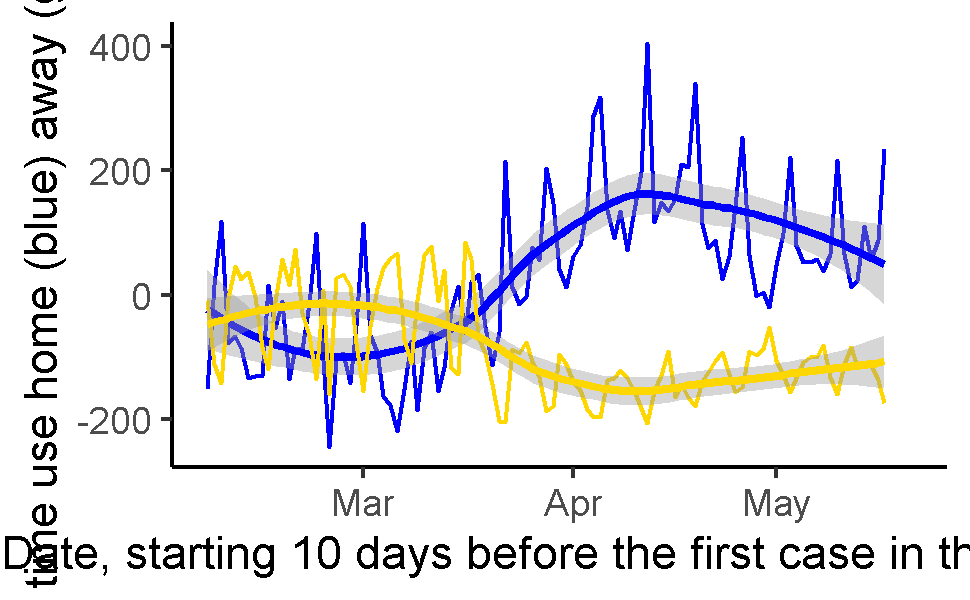 time use home (blue) away (
400
200
0
-200
Mar Apr May
Date, starting 10 days before the first case in th